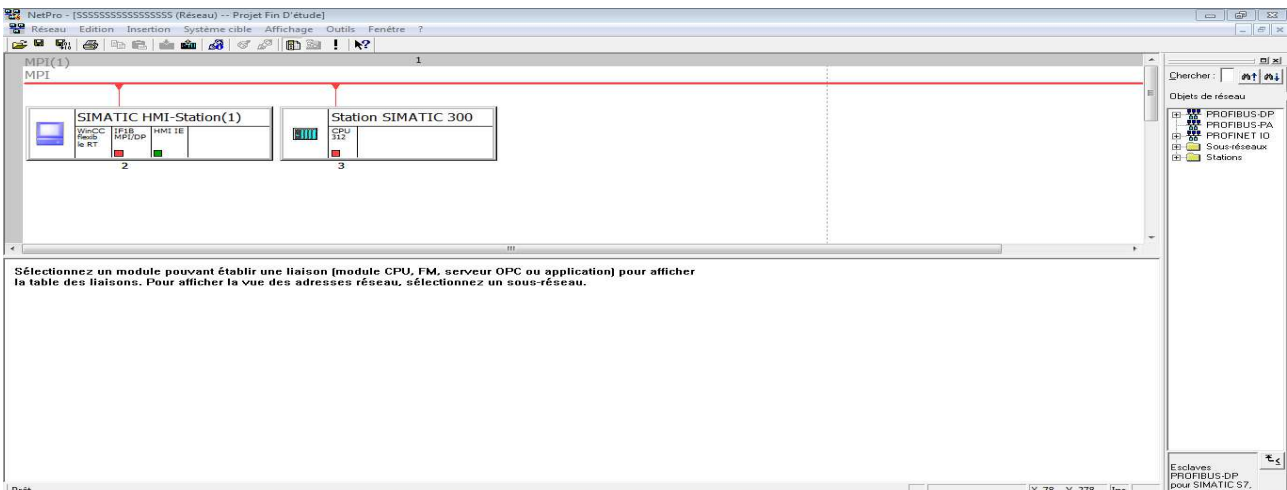 NetPro - [SSSSSSSSSSSSSSSSS (Réseau) -- Projet Fin D'étude]
Réseau Edition Insertion Système cible Affichage Outils Fenêtre ?
MPI(1)
1
MPI
SIMATIC HMI-Station(1)
WinCC
flexib
le RT
IF1B
MPI/DP
HMI IE
2
Station SIMATIC 300
CPU
312
3
Chercher :
Objets de réseau
PROFIBUS-DP
PROFIBUS-PA
PROFINET IO
Sous-réseaux
Stations
Sélectionnez un module pouvant établir une liaison (module CPU, FM, serveur OPC ou application) pour afficher
la table des liaisons. Pour afficher la vue des adresses réseau, sélectionnez un sous-réseau.
Esclaves
PROFIBUS-DP
pour SIMATIC S7,
Prêt